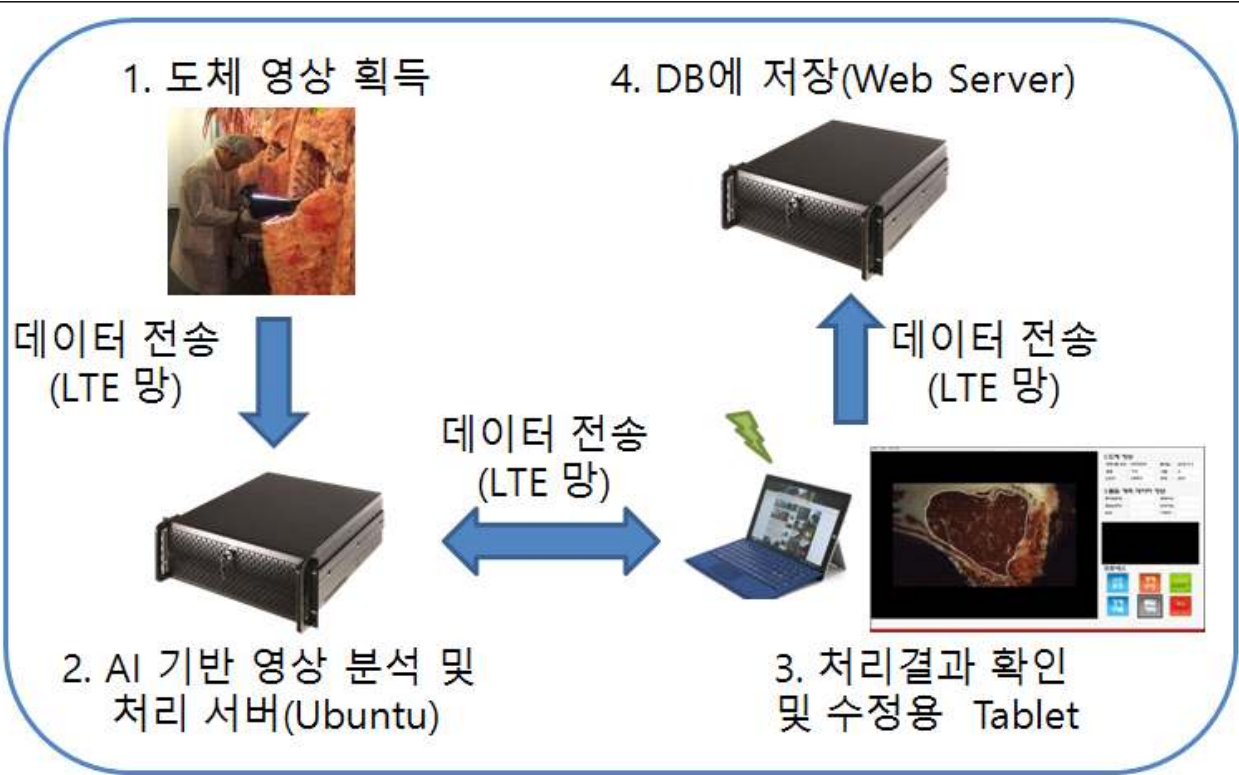 1. 도체 영상 획득
4. DB에 저장(Web Server)
데이터 전송
(LTE 망)
데이터 전송
(LTE 망)
데이터 전송
(LTE 망)
2. AI 기반 영상 분석 및
처리 서버(Ubuntu)
3. 처리결과 확인
및 수정용 Tablet